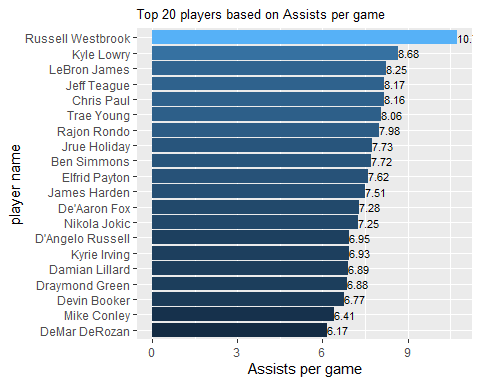 Top 20 players based on Assists per game
player name
Russell Westbrook 10.
Kyle Lowry 8.68
LeBron James 8.25
Jeff Teague 8.17
Chris Paul 8.16
Trae Young 8.06
Rajon Rondo 7.98
Jrue Holiday 7.73
Ben Simmons 7.72
Elfrid Payton 7.62
James Harden 7.51
De'Aaron Fox 7.28
Nikola Jokic 7.25
D'Angelo Russell 6.95
Kyrie Irving 6.93
Damian Lillard 6.89
Draymond Green 6.88
Devin Booker 6.77
Mike Conley 6.41
DeMar DeRozan 6.17
0 3 6 9
Assists per game